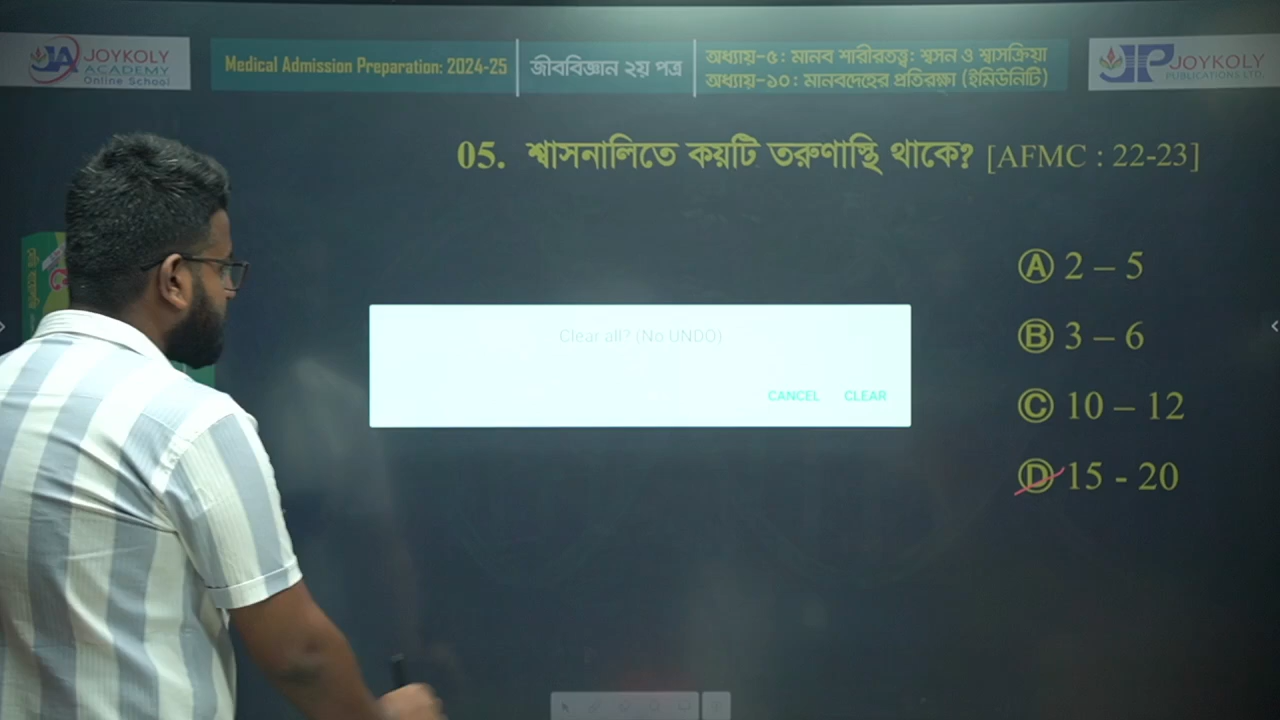 JA JOYKOLY
ACADEMY
Online School
Medical Admission Preparation: 2024-25
জীববিজ্ঞান ২য় পত্র
অধ্যায়-৫ : মানব শারীরতত্ত্ব: শ্বসন ও শ্বাসক্রিয়া
অধ্যায়-১০ : মানবদেহের প্রতিরক্ষা (ইমিউনিটি)
JP JOYKOLY
PUBLICATIONS LTD.
05. শ্বাসনালিতে কয়টি তরুণাস্থি থাকে? [AFMC : 22-23]
Ⓐ 2 – 5
Ⓑ 3 – 6
Ⓒ 10 – 12
Ⓓ 15 - 20
Clear all? (No UNDO)
CANCEL CLEAR